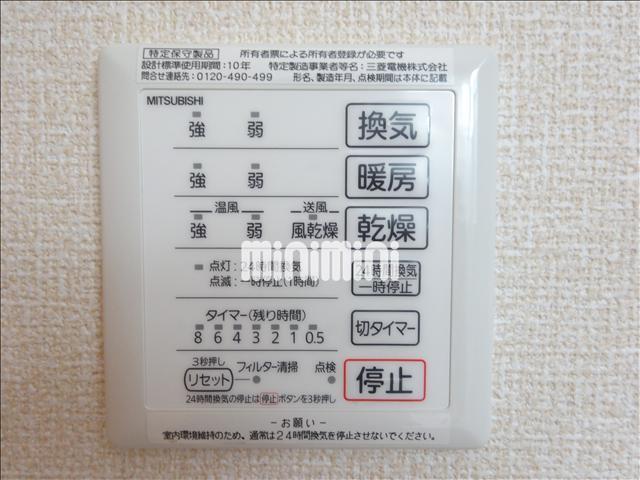 特定保守製品 所有者票による所有者登録が必要です
設計標準使用期間:10年 特定製造事業者等名:三菱電機株式会社
問合せ連絡先:0120-490-499 形名、製造年月、点検期間は本体に記載
MITSUBISHI
強 弱 換気
強 弱 暖房
温風 送風
強 弱 風乾燥 乾燥
minimini
点灯:24時間換気
点滅:一時停止(1時間)
24時間換気
一時停止
タイマー(残り時間)
8 6 4 3 2 1 0.5
切タイマー
3秒押し
リセット フィルター清掃 点検
停止
24時間換気の停止は停止ボタンを3秒押し
- お願い -
室内環境維持のため、通常は24時間換気を停止させないでください。